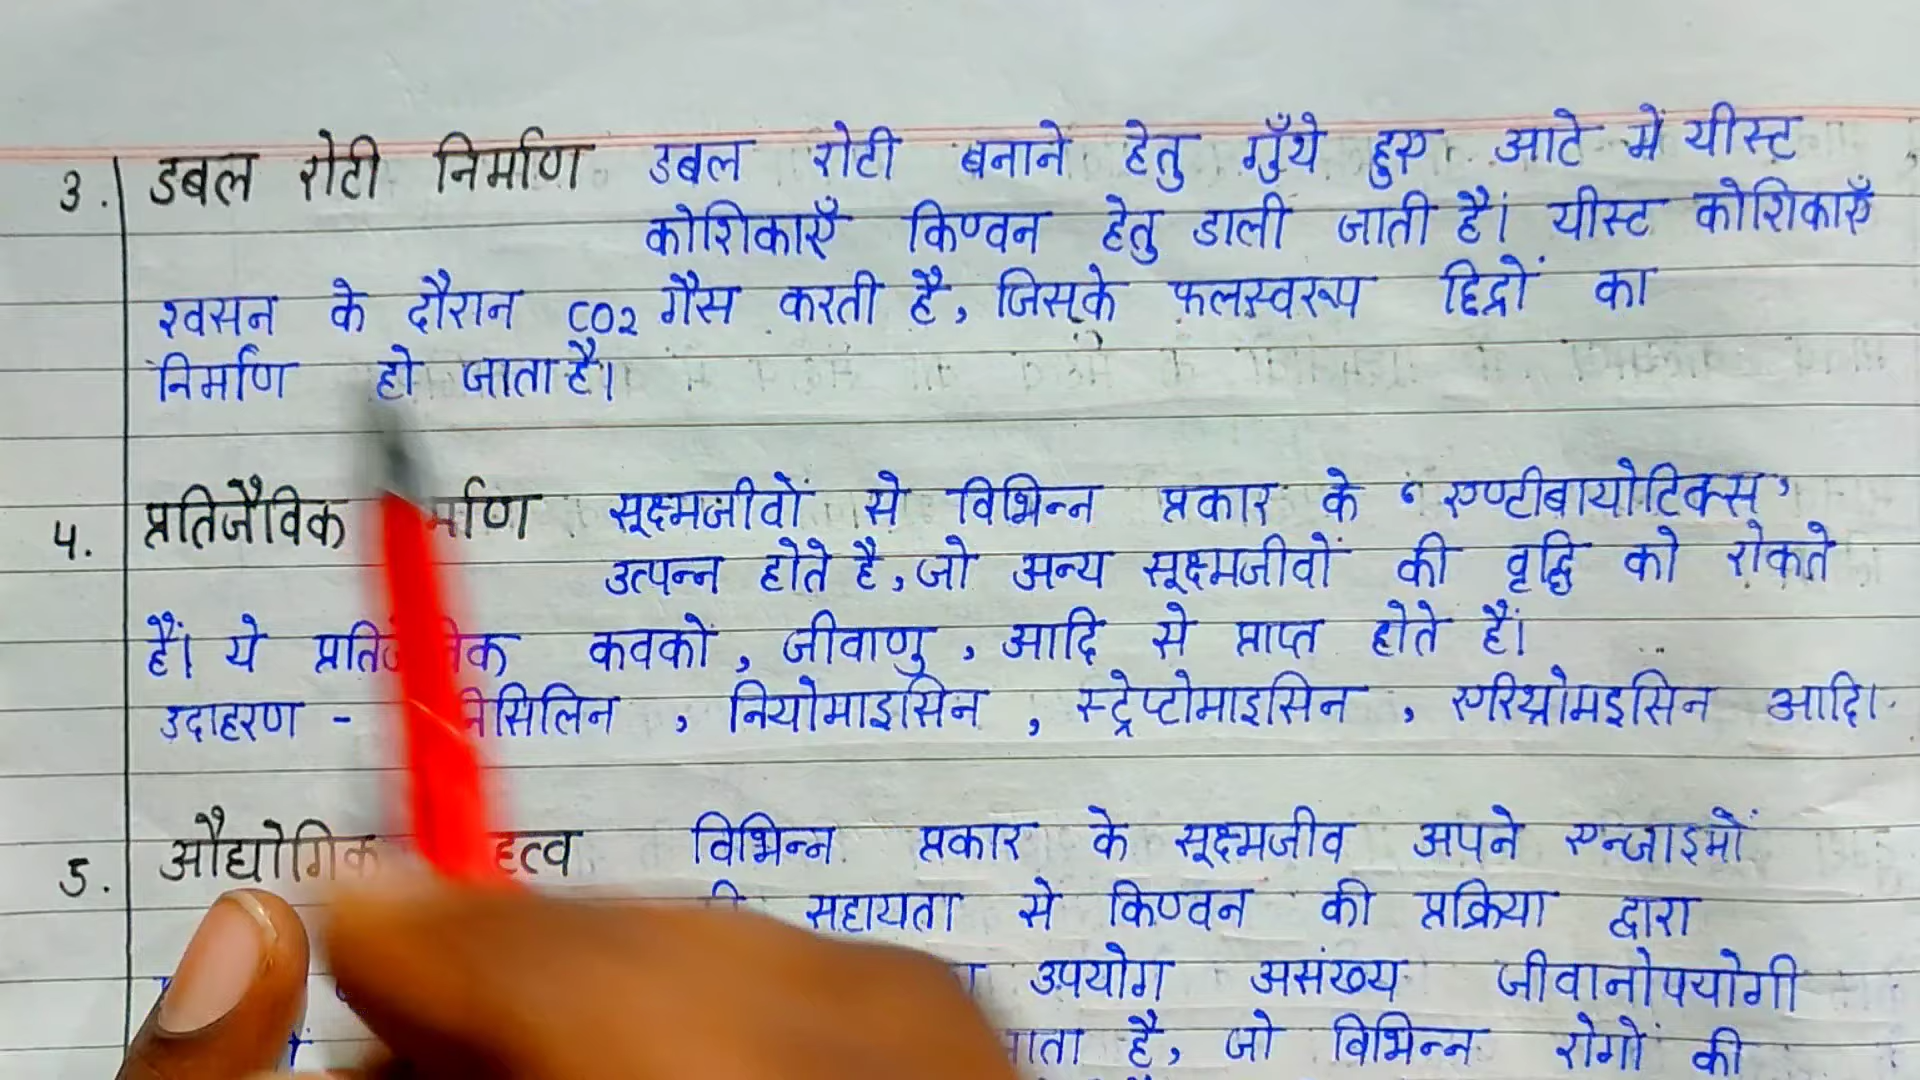 3. डबल रोटी निर्माण डबल रोटी बनाने हेतु गुँथे हुए आटे में यीस्ट
कोशिकाएँ किण्वन हेतु डाली जाती है। यीस्ट कोशिकाएँ
श्वसन के दौरान CO2 गैस करती है, जिसके फलस्वरूप छिद्रों का
निर्माण हो जाता है।
4. प्रतिजैविक सूक्ष्मजीवों से विभिन्न प्रकार के 'एण्टीबायोटिक्स'
उत्पन्न होते है, जो अन्य सूक्ष्मजीवों की वृद्धि को रोकते
हैं। ये कवकों, जीवाणु, आदि से प्राप्त होते हैं।
उदाहरण - नियोमाइसिन, स्ट्रेप्टोमाइसिन, एरिथ्रोमइसिन आदि।
5. औद्योगिक विभिन्न प्रकार के सूक्ष्मजीव अपने एन्जाइमों
सहायता से किण्वन की प्रक्रिया द्वारा
उपयोग असंख्य जीवानोपयोगी
है, जो विभिन्न रोगों की